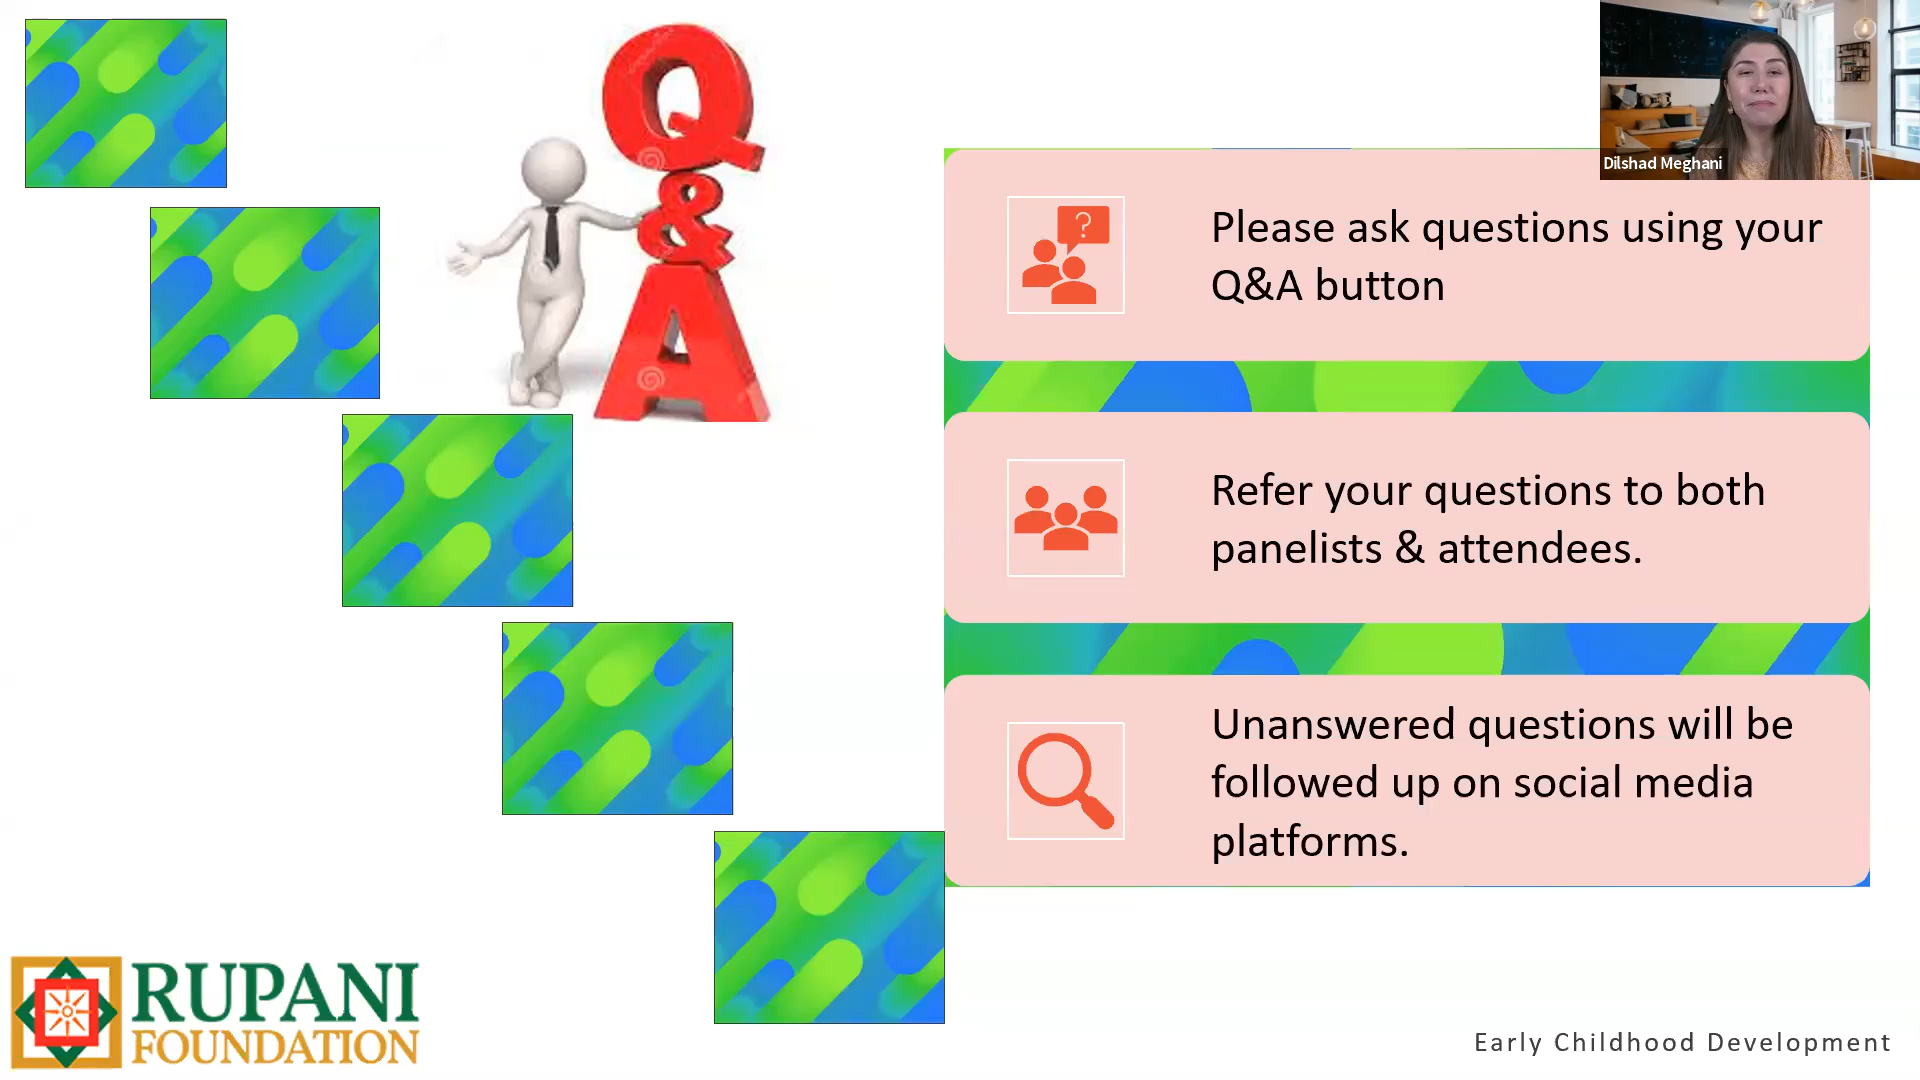 Q
&
A
Dilshad Meghani
?
Please ask questions using your
Q&A button
Refer your questions to both
panelists & attendees.
Unanswered questions will be
followed up on social media
platforms.
RUPANI
FOUNDATION
Early Childhood Development